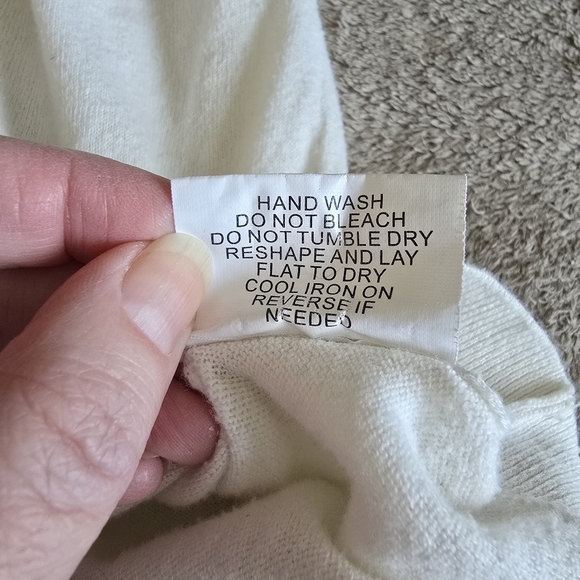 HAND WASH
DO NOT BLEACH
DO NOT TUMBLE DRY
RESHAPE AND LAY
FLAT TO DRY
COOL IRON ON
REVERSE IF
NEEDED